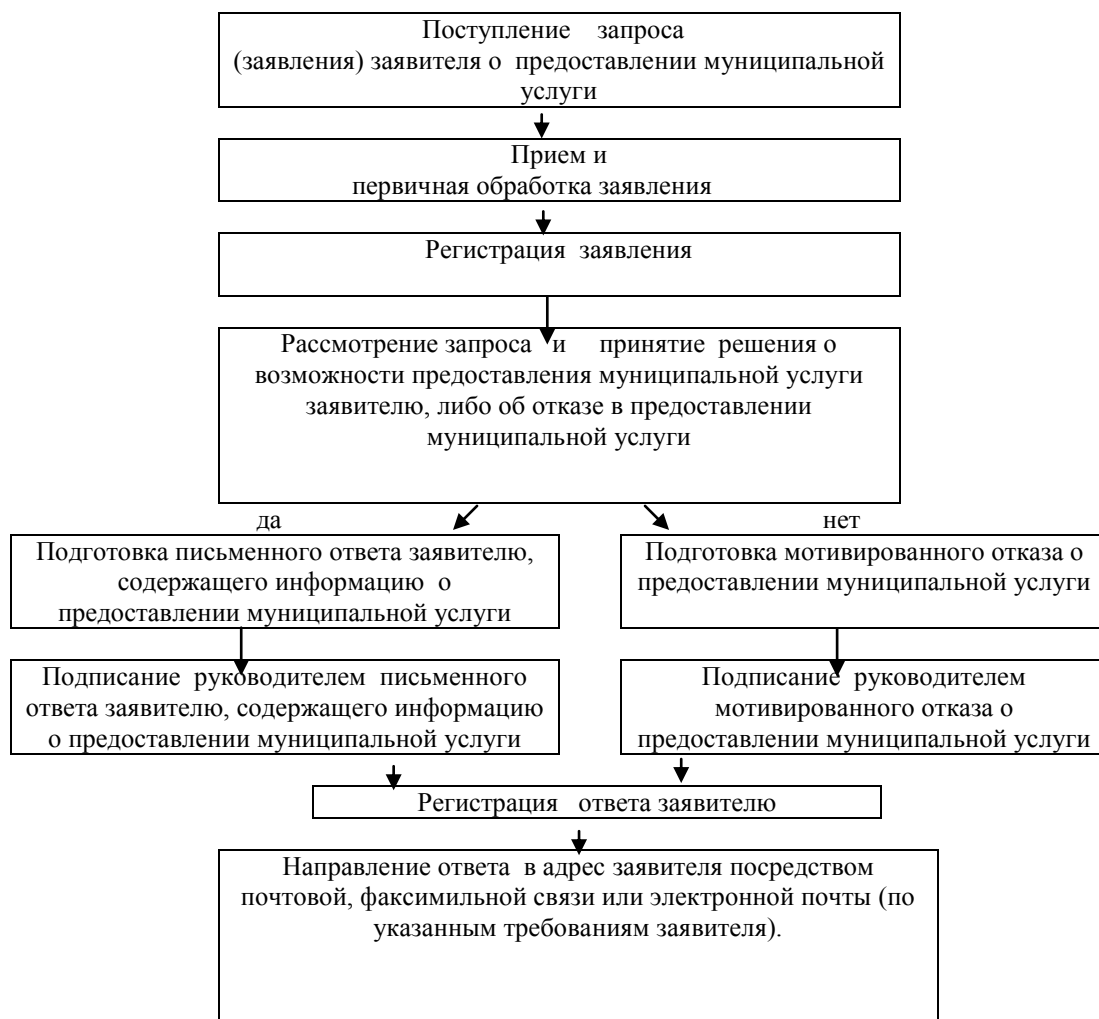 Поступление запроса
(заявления) заявителя о предоставлении муниципальной
услуги
Прием и
первичная обработка заявления
Регистрация заявления
Рассмотрение запроса и принятие решения о
возможности предоставления муниципальной услуги
заявителю, либо об отказе в предоставлении
муниципальной услуги
да
нет
Подготовка письменного ответа заявителю,
содержащего информацию о
предоставлении муниципальной услуги
Подготовка мотивированного отказа о
предоставлении муниципальной услуги
Подписание руководителем письменного
ответа заявителю, содержащего информацию
о предоставлении муниципальной услуги
Подписание руководителем
мотивированного отказа о
предоставлении муниципальной услуги
Регистрация ответа заявителю
Направление ответа в адрес заявителя посредством
почтовой, факсимильной связи или электронной почты (по
указанным требованиям заявителя).